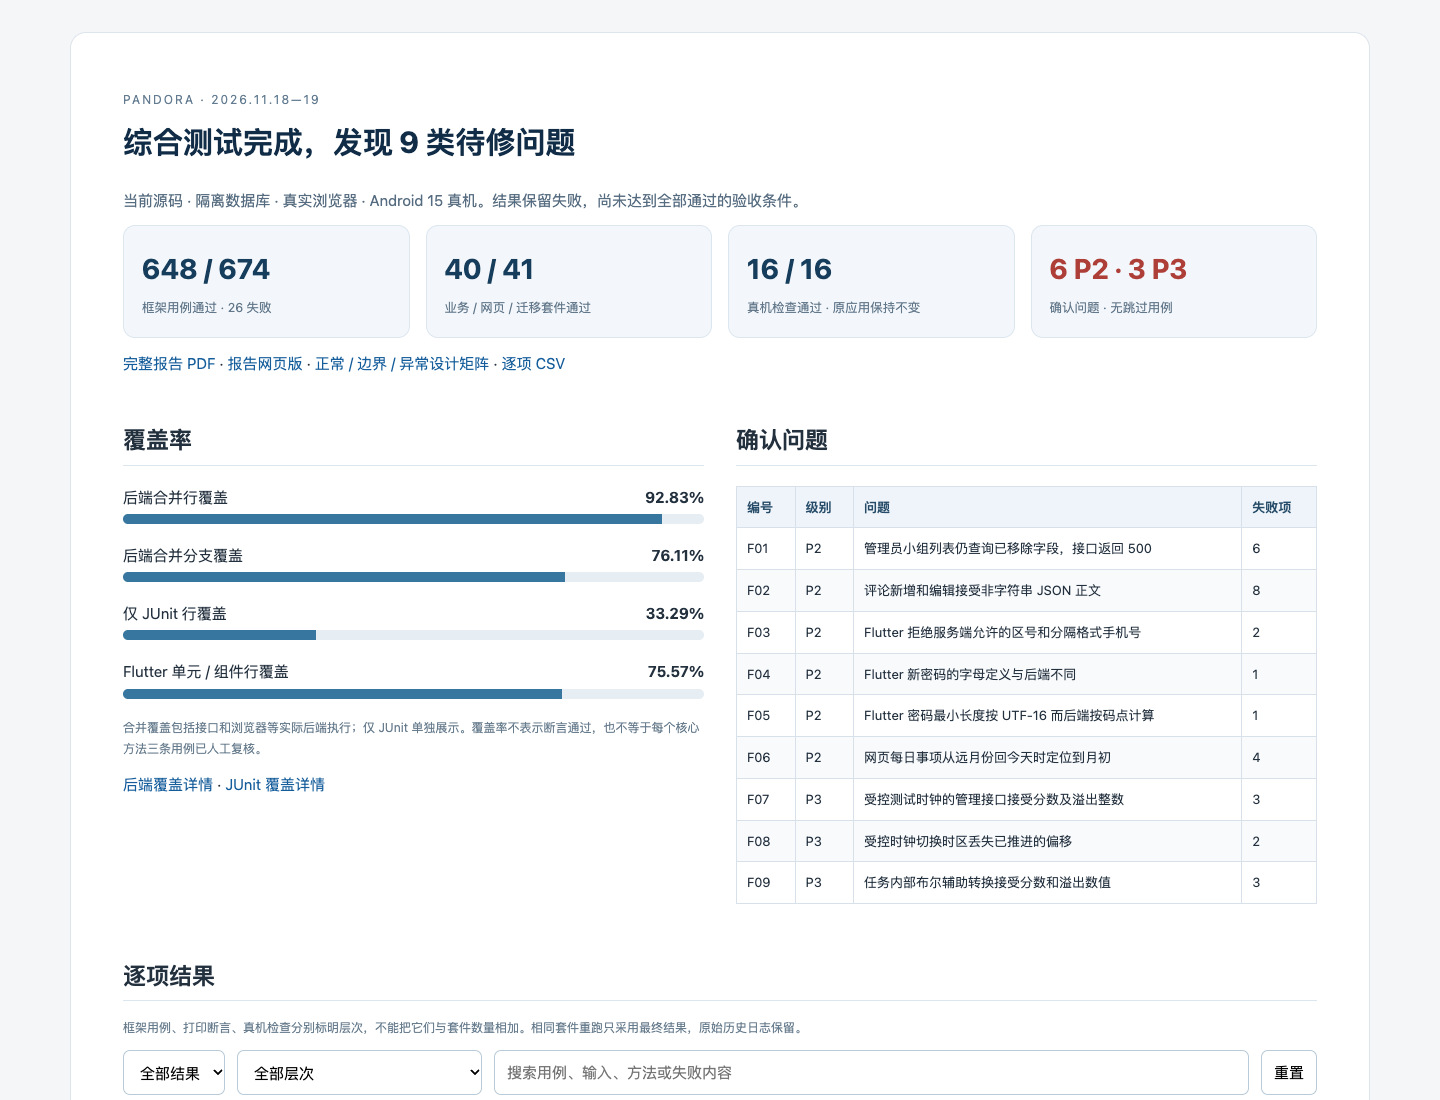 PANDORA · 2026.11.18—19
综合测试完成，发现 9 类待修问题
当前源码 · 隔离数据库 · 真实浏览器 · Android 15 真机。结果保留失败，尚未达到全部通过的验收条件。
648 / 674
框架用例通过 · 26 失败
40 / 41
业务 / 网页 / 迁移套件通过
16 / 16
真机检查通过 · 原应用保持不变
6 P2 · 3 P3
确认问题 · 无跳过用例
完整报告 PDF · 报告网页版 · 正常 / 边界 / 异常设计矩阵 · 逐项 CSV
覆盖率
后端合并行覆盖 92.83%
后端合并分支覆盖 76.11%
仅 JUnit 行覆盖 33.29%
Flutter 单元 / 组件行覆盖 75.57%
合并覆盖包括接口和浏览器等实际后端执行；仅 JUnit 单独展示。覆盖率不表示断言通过，也不等于每个核心
方法三条用例已人工复核。
后端覆盖详情 · JUnit 覆盖详情
确认问题
编号 级别 问题 失败项
F01 P2 管理员小组列表仍查询已移除字段，接口返回 500 6
F02 P2 评论新增和编辑接受非字符串 JSON 正文 8
F03 P2 Flutter 拒绝服务端允许的区号和分隔格式手机号 2
F04 P2 Flutter 新密码的字母定义与后端不同 1
F05 P2 Flutter 密码最小长度按 UTF-16 而后端按码点计算 1
F06 P2 网页每日事项从远月份回今天时定位到月初 4
F07 P3 受控测试时钟的管理接口接受分数及溢出整数 3
F08 P3 受控时钟切换时区丢失已推进的偏移 2
F09 P3 任务内部布尔辅助转换接受分数和溢出数值 3
逐项结果
框架用例、打印断言、真机检查分别标明层次，不能把它们与套件数量相加。相同套件重跑只采用最终结果，原始历史日志保留。
全部结果 全部层次 搜索用例、输入、方法或失败内容 重置